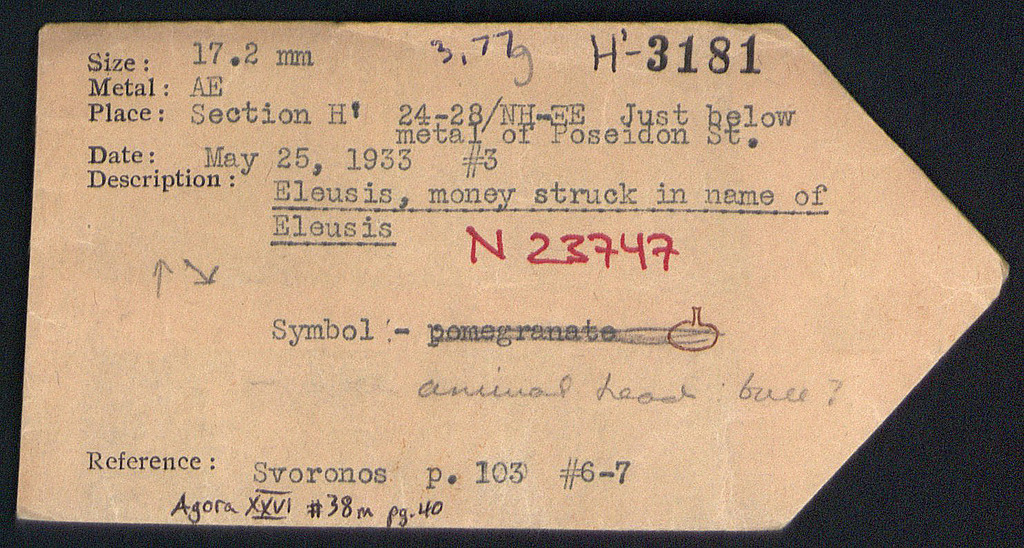 3,77g H'-3181
Size: 17.2 mm
Metal: AE
Place: Section H' 24-28/NH-EE Just below
metal of Poseidon St.
Date: May 25, 1933 #3
Description:
Eleusis, money struck in name of
Eleusis
N 23747
Symbol - pomegranate
animal head: bull?
Reference: Svoronos p. 103 #6-7
Agora XXVI #38m pg. 40